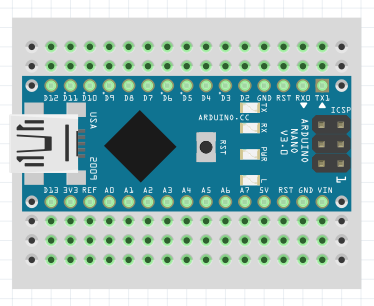 D12 D11 D10 D9 D8 D7 D6 D5 D4 D3 D2 GND RST RX0 TX1
TX
RX
PWR
L
ARDUINO.CC
RST
USA
2009
ARDUINO
NANO
V3.0
ICSP
1
D13 3V3 REF A0 A1 A2 A3 A4 A5 A6 A7 5V RST GND VIN